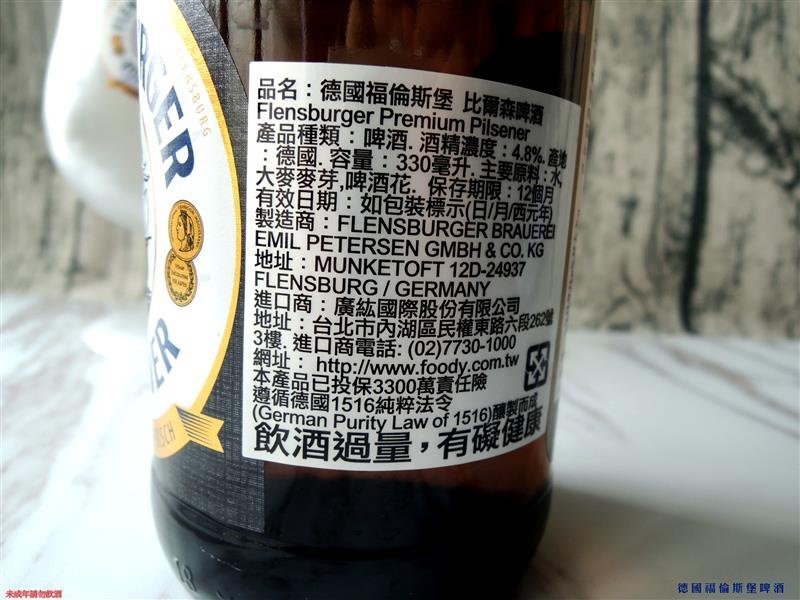 FLENSBURG
品名：德國福倫斯堡 比爾森啤酒
Flensburger Premium Pilsener
產品種類：啤酒. 酒精濃度：4.8%. 產地
：德國. 容量：330毫升. 主要原料：水,
大麥麥芽,啤酒花. 保存期限：12個月
有效日期：如包裝標示(日/月/西元年)
製造商：FLENSBURGER BRAUEREI
EMIL PETERSEN GMBH & CO. KG
地址：MUNKETOFT 12D-24937
FLENSBURG / GERMANY
進口商：廣紘國際股份有限公司
地址：台北市內湖區民權東路六段262號
3樓. 進口商電話: (02)7730-1000
網址：http://www.foody.com.tw
本產品已投保3300萬責任險
遵循德國1516純粹法令
(German Purity Law of 1516)釀製而成
飲酒過量，有礙健康
未成年請勿飲酒
德國福倫斯堡啤酒